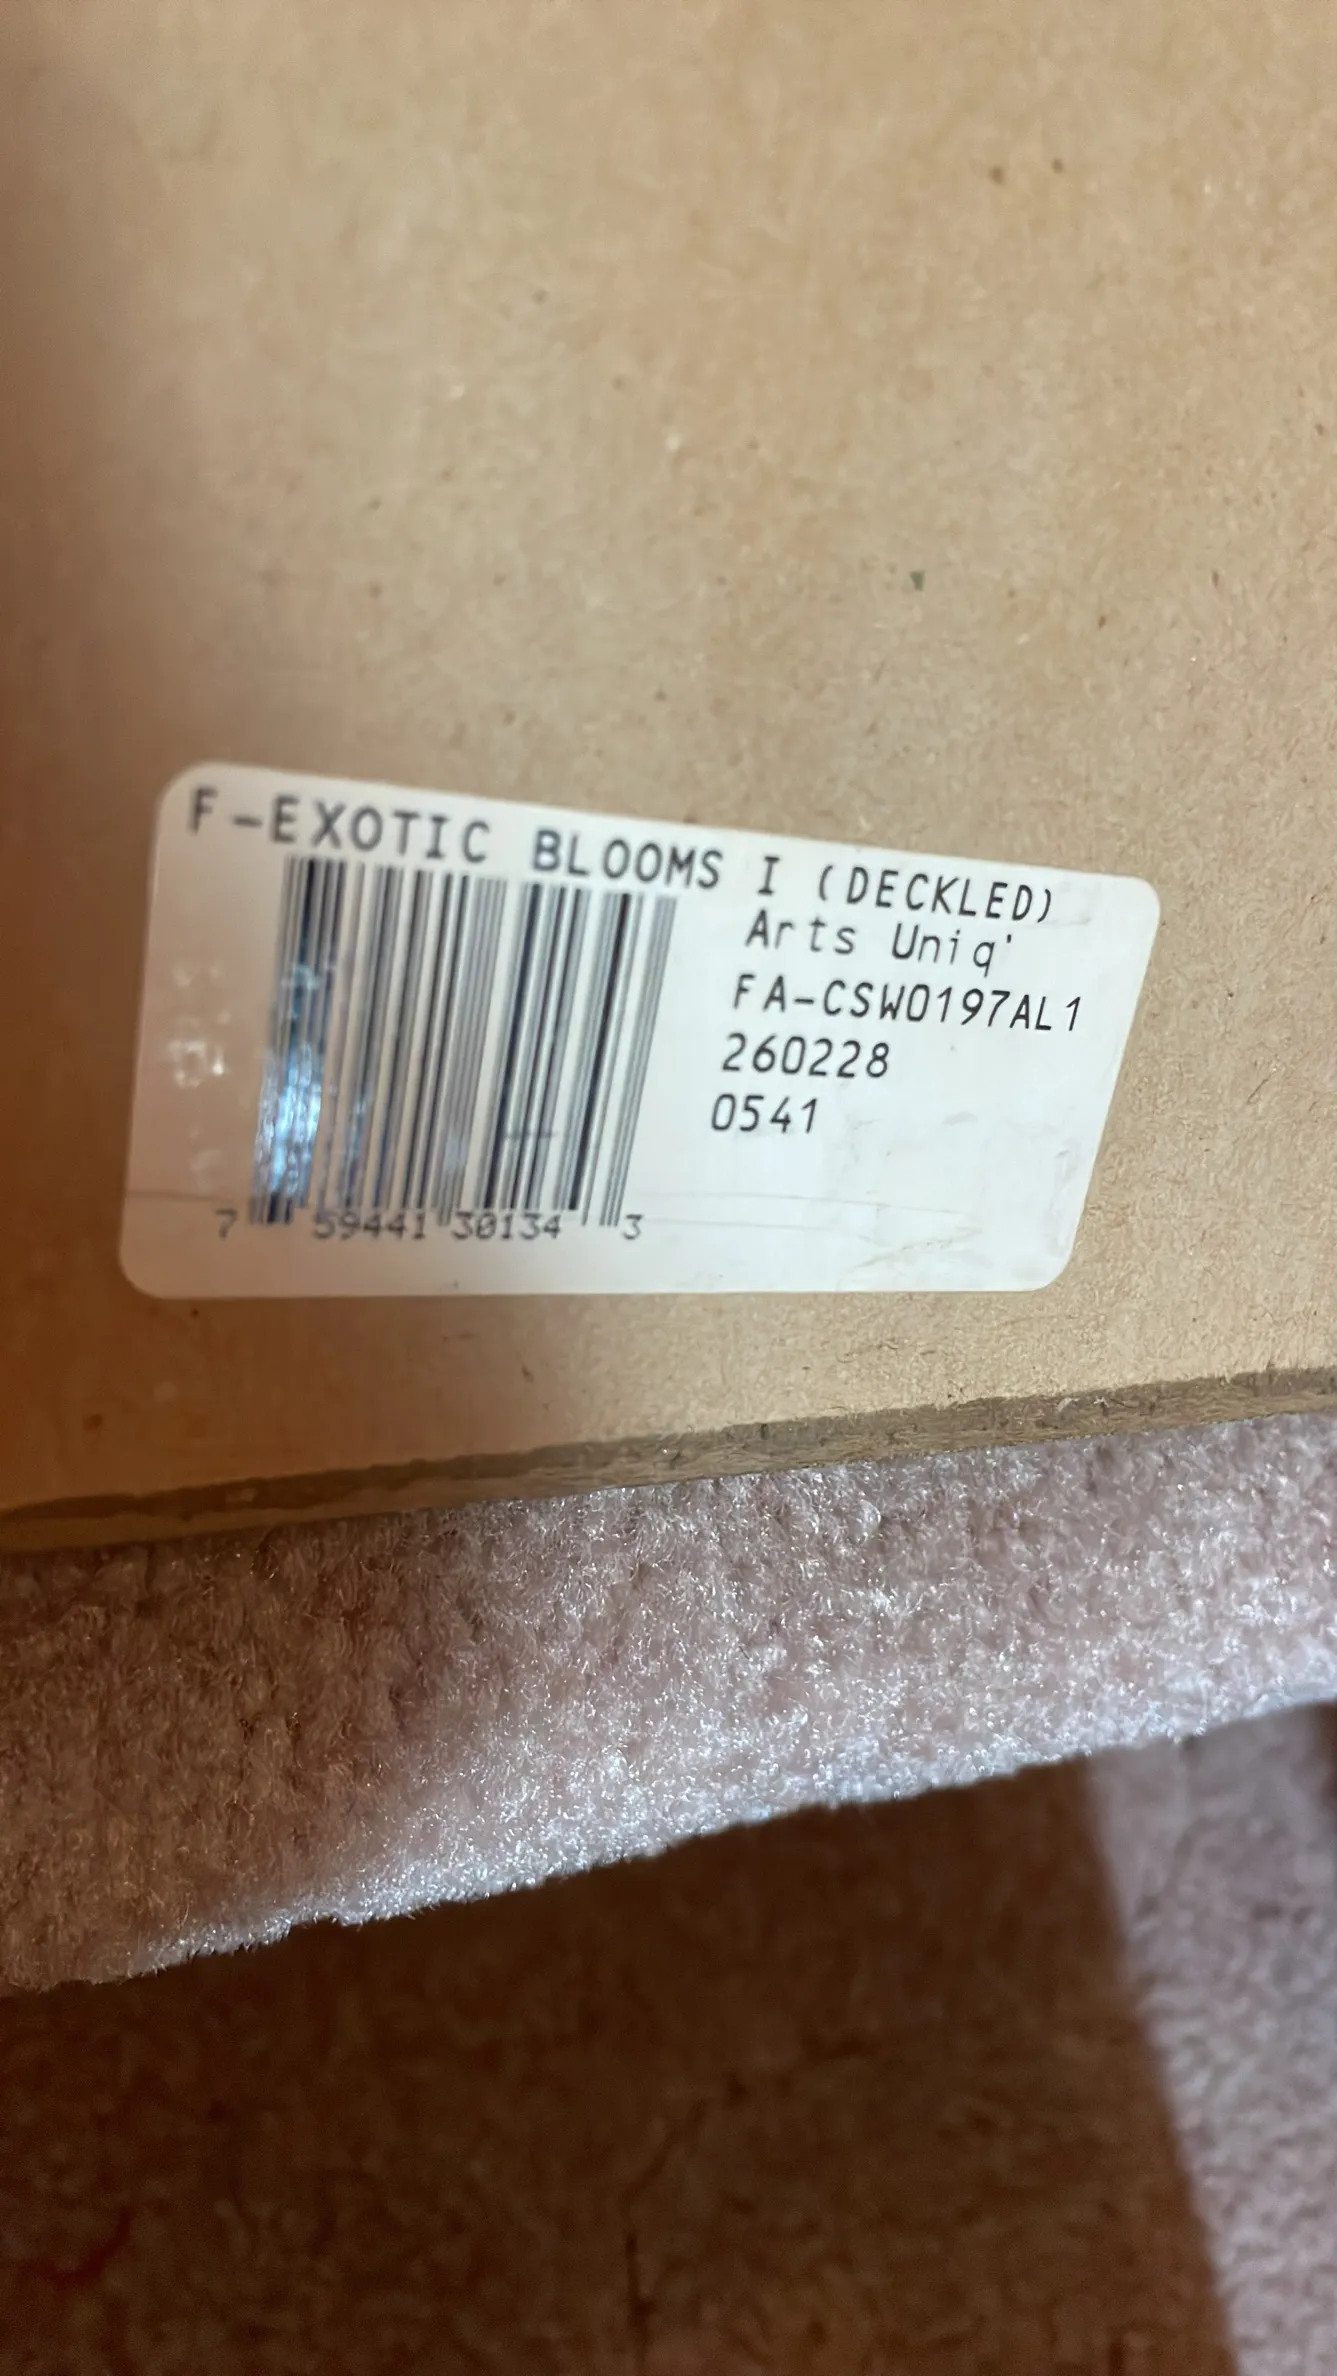 F-EXOTIC BLOOMS I (DECKLED)
Arts Uniq'
FA-CSW0197AL1
260228
0541
7 59441 30134 3